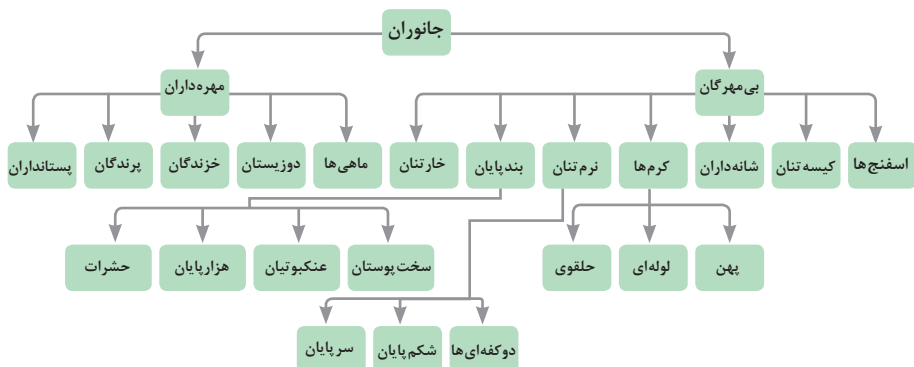 جانوران
بی‌مهرگان
مهره‌داران
اسفنج‌ها
کیسه‌تنان
شانه‌داران
کرم‌ها
نرم‌تنان
بندپایان
خارتنان
ماهی‌ها
دوزیستان
خزندگان
پرندگان
پستانداران
پهن
لوله‌ای
حلقوی
سخت‌پوستان
عنکبوتیان
هزارپایان
حشرات
دوکفه‌ای‌ها
شکم‌پایان
سرپایان